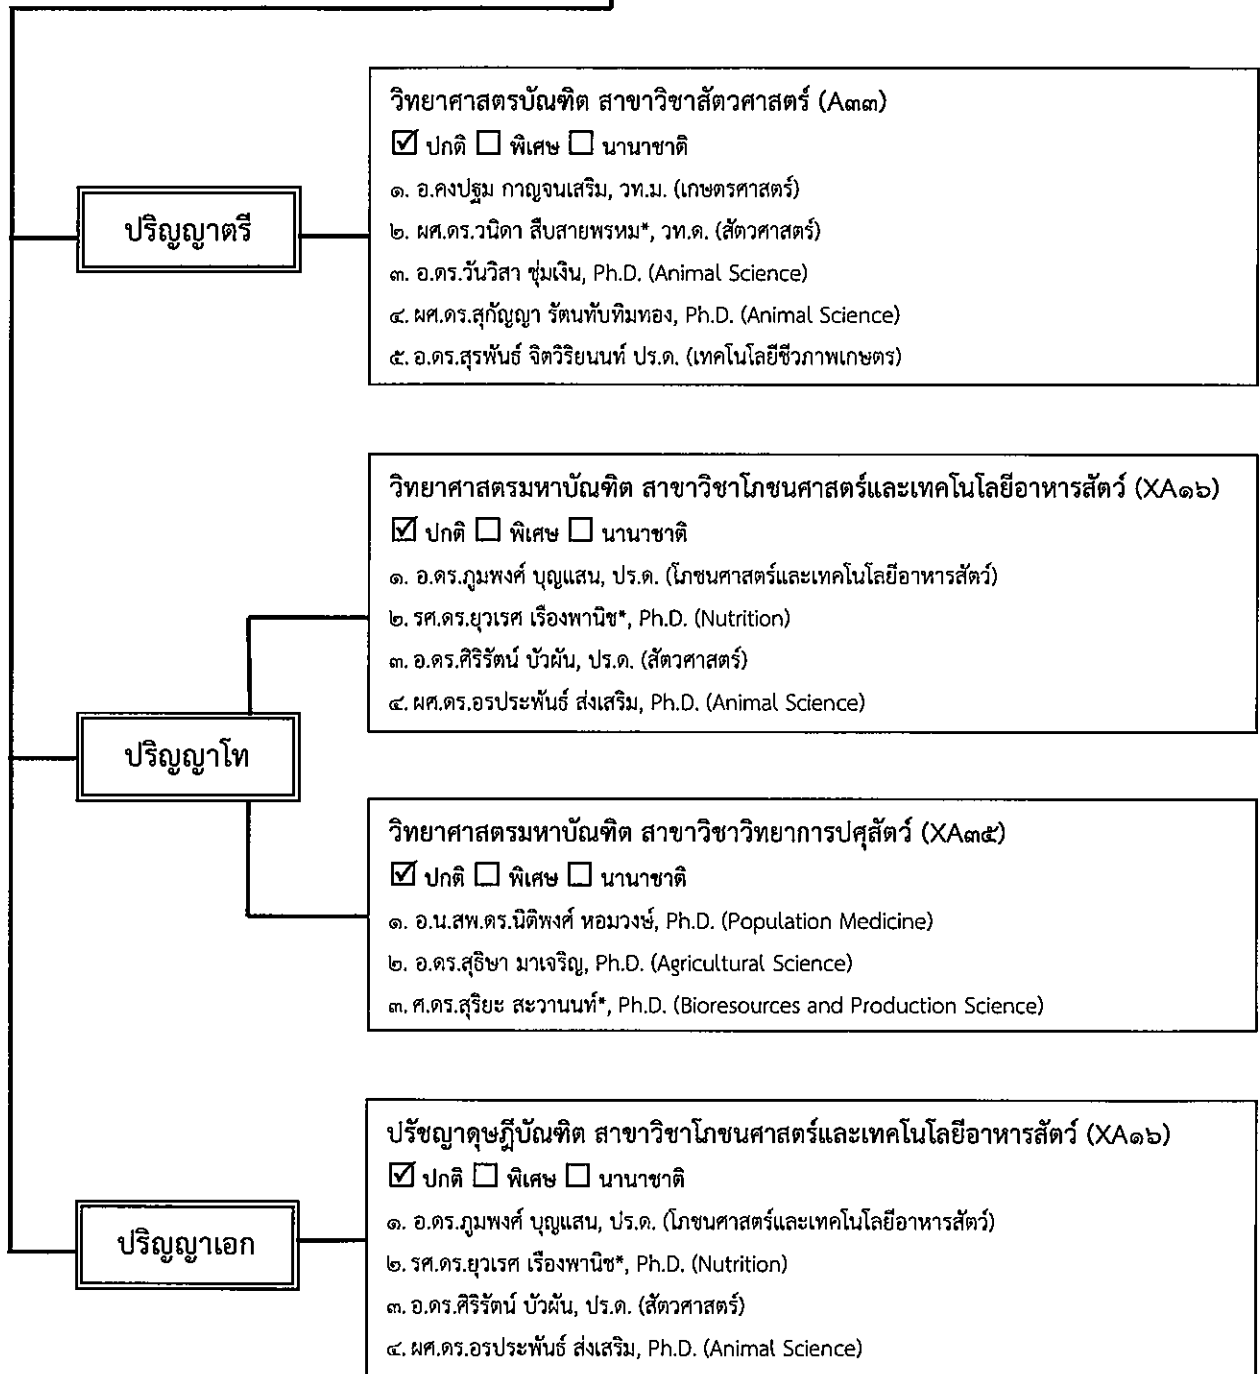 ปริญญาตรี
วิทยาศาสตรบัณฑิต สาขาวิชาสัตวศาสตร์ (A๓๓)
☑ ปกติ ☐ พิเศษ ☐ นานาชาติ
๑. อ.คงปฐม กาญจนเสริม, วท.ม. (เกษตรศาสตร์)
๒. ผศ.ดร.วนิดา สืบสายพรหม*, วท.ด. (สัตวศาสตร์)
๓. อ.ดร.วันวิสา ชุ่มเงิน, Ph.D. (Animal Science)
๔. ผศ.ดร.สุกัญญา รัตนทับทิมทอง, Ph.D. (Animal Science)
๕. อ.ดร.สุรพันธ์ จิตวิริยนนท์ ปร.ด. (เทคโนโลยีชีวภาพเกษตร)
ปริญญาโท
วิทยาศาสตรมหาบัณฑิต สาขาวิชาโภชนศาสตร์และเทคโนโลยีอาหารสัตว์ (XA๑๖)
☑ ปกติ ☐ พิเศษ ☐ นานาชาติ
๑. อ.ดร.ภูมพงศ์ บุญแสน, ปร.ด. (โภชนศาสตร์และเทคโนโลยีอาหารสัตว์)
๒. รศ.ดร.ยุวเรศ เรืองพานิช*, Ph.D. (Nutrition)
๓. อ.ดร.ศิริรัตน์ บัวผัน, ปร.ด. (สัตวศาสตร์)
๔. ผศ.ดร.อรประพันธ์ ส่งเสริม, Ph.D. (Animal Science)
วิทยาศาสตรมหาบัณฑิต สาขาวิชาวิทยาการปศุสัตว์ (XA๓๕)
☑ ปกติ ☐ พิเศษ ☐ นานาชาติ
๑. อ.น.สพ.ดร.นิติพงศ์ หอมวงษ์, Ph.D. (Population Medicine)
๒. อ.ดร.สุธิษา มาเจริญ, Ph.D. (Agricultural Science)
๓. ศ.ดร.สุริยะ สะวานนท์*, Ph.D. (Bioresources and Production Science)
ปริญญาเอก
ปรัชญาดุษฎีบัณฑิต สาขาวิชาโภชนศาสตร์และเทคโนโลยีอาหารสัตว์ (XA๑๖)
☑ ปกติ ☐ พิเศษ ☐ นานาชาติ
๑. อ.ดร.ภูมพงศ์ บุญแสน, ปร.ด. (โภชนศาสตร์และเทคโนโลยีอาหารสัตว์)
๒. รศ.ดร.ยุวเรศ เรืองพานิช*, Ph.D. (Nutrition)
๓. อ.ดร.ศิริรัตน์ บัวผัน, ปร.ด. (สัตวศาสตร์)
๔. ผศ.ดร.อรประพันธ์ ส่งเสริม, Ph.D. (Animal Science)